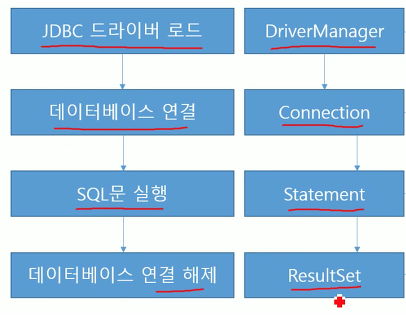 JDBC 드라이버 로드
DriverManager
데이터베이스 연결
Connection
SQL문 실행
Statement
데이터베이스 연결 해제
ResultSet